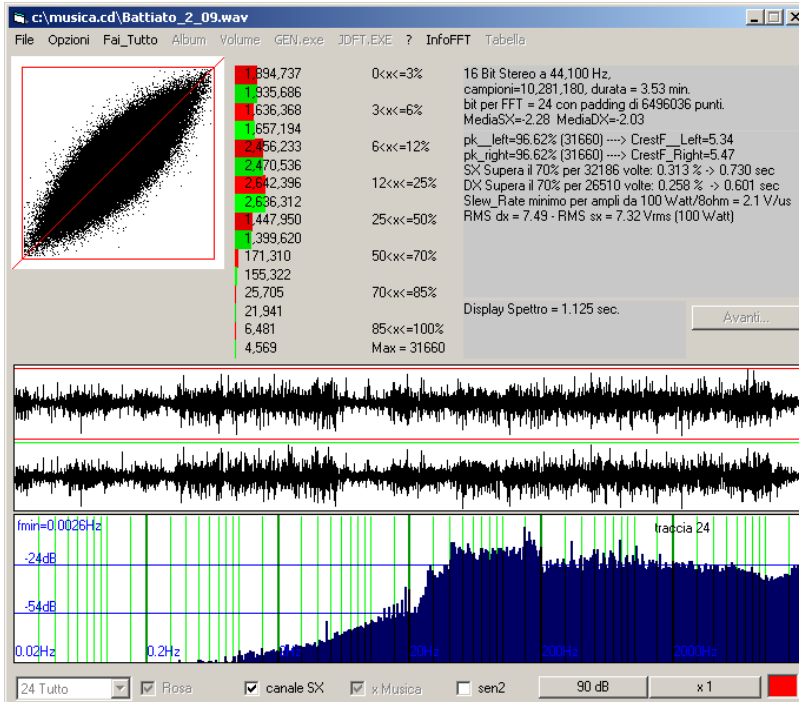 c:\musica.cd\Battiato_2_09.wav
File Opzioni Fai_Tutto Album Volume GEN.exe JDFT.EXE ? InfoFFT Tabella
1,894,737 0<x<=3%
1,935,686
1,636,368 3<x<=6%
1,657,194
2,456,233 6<x<=12%
2,470,536
2,642,396 12<x<=25%
2,636,312
1,447,950 25<x<=50%
1,399,620
171,310 50<x<=70%
155,322
25,705 70<x<=85%
21,941
6,481 85<x<=100%
4,569 Max = 31660
16 Bit Stereo a 44,100 Hz,
campioni=10,281,180, durata = 3.53 min.
bit per FFT = 24 con padding di 6496036 punti.
MediaSX=-2.28 MediaDX=-2.03
pk__left=96.62% (31660) ----> CrestF__Left=5.34
pk_right=96.62% (31660) ----> CrestF_Right=5.47
SX Supera il 70% per 32186 volte: 0.313 % -> 0.730 sec
DX Supera il 70% per 26510 volte: 0.258 % -> 0.601 sec
Slew_Rate minimo per ampli da 100 Watt/8ohm = 2.1 V/us
RMS dx = 7.49 - RMS sx = 7.32 Vrms (100 Watt)
Display Spettro = 1.125 sec.
Avanti...
fmin=0.0026Hz
traccia 24
-24dB
-54dB
0.02Hz 0.2Hz 2Hz 20Hz 200Hz 2000Hz
24 Tutto Rosa canale SX x Musica sen2 90 dB x 1